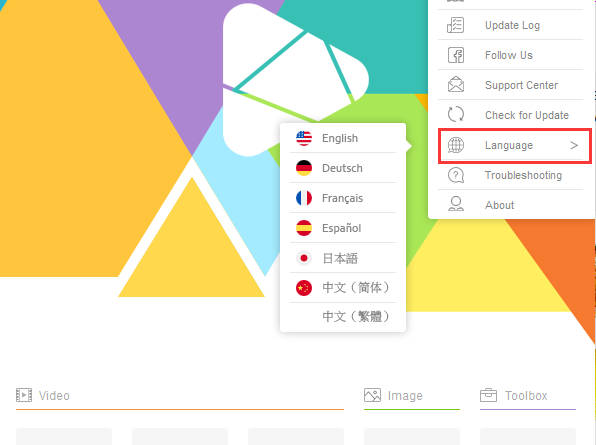 Update Log
Follow Us
Support Center
Check for Update
Language
Troubleshooting
About
English
Deutsch
Français
Español
日本語
中文（简体）
中文（繁體）
Video
Image
Toolbox